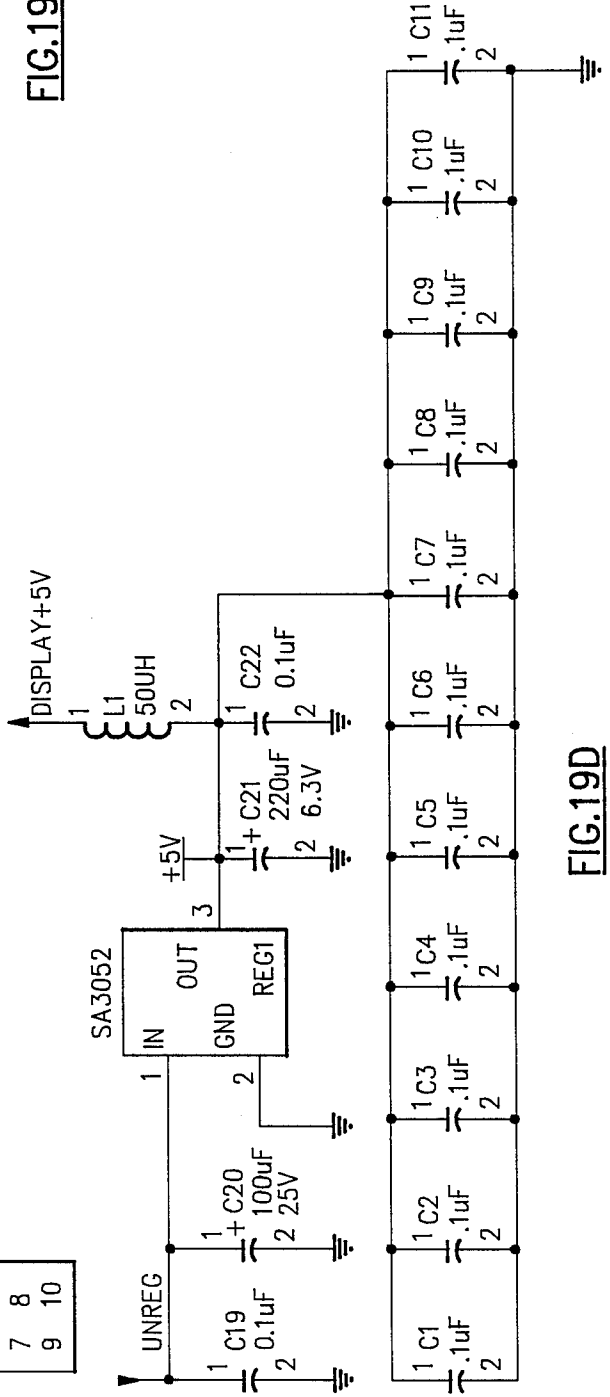 FIG.19
7 8
9 10
UNREG
1 C19 0.1uF 2
1 + C20 100uF 25V 2
SA3052
1 IN
OUT 3
2 GND
REG1
+5V
1 + C21 220uF 6.3V 2
DISPLAY+5V
1 L1 50UH 2
1 C22 0.1uF 2
1 C1 .1uF 2
1 C2 .1uF 2
1 C3 .1uF 2
1 C4 .1uF 2
1 C5 .1uF 2
1 C6 .1uF 2
1 C7 .1uF 2
1 C8 .1uF 2
1 C9 .1uF 2
1 C10 .1uF 2
1 C11 .1uF 2
FIG.19D